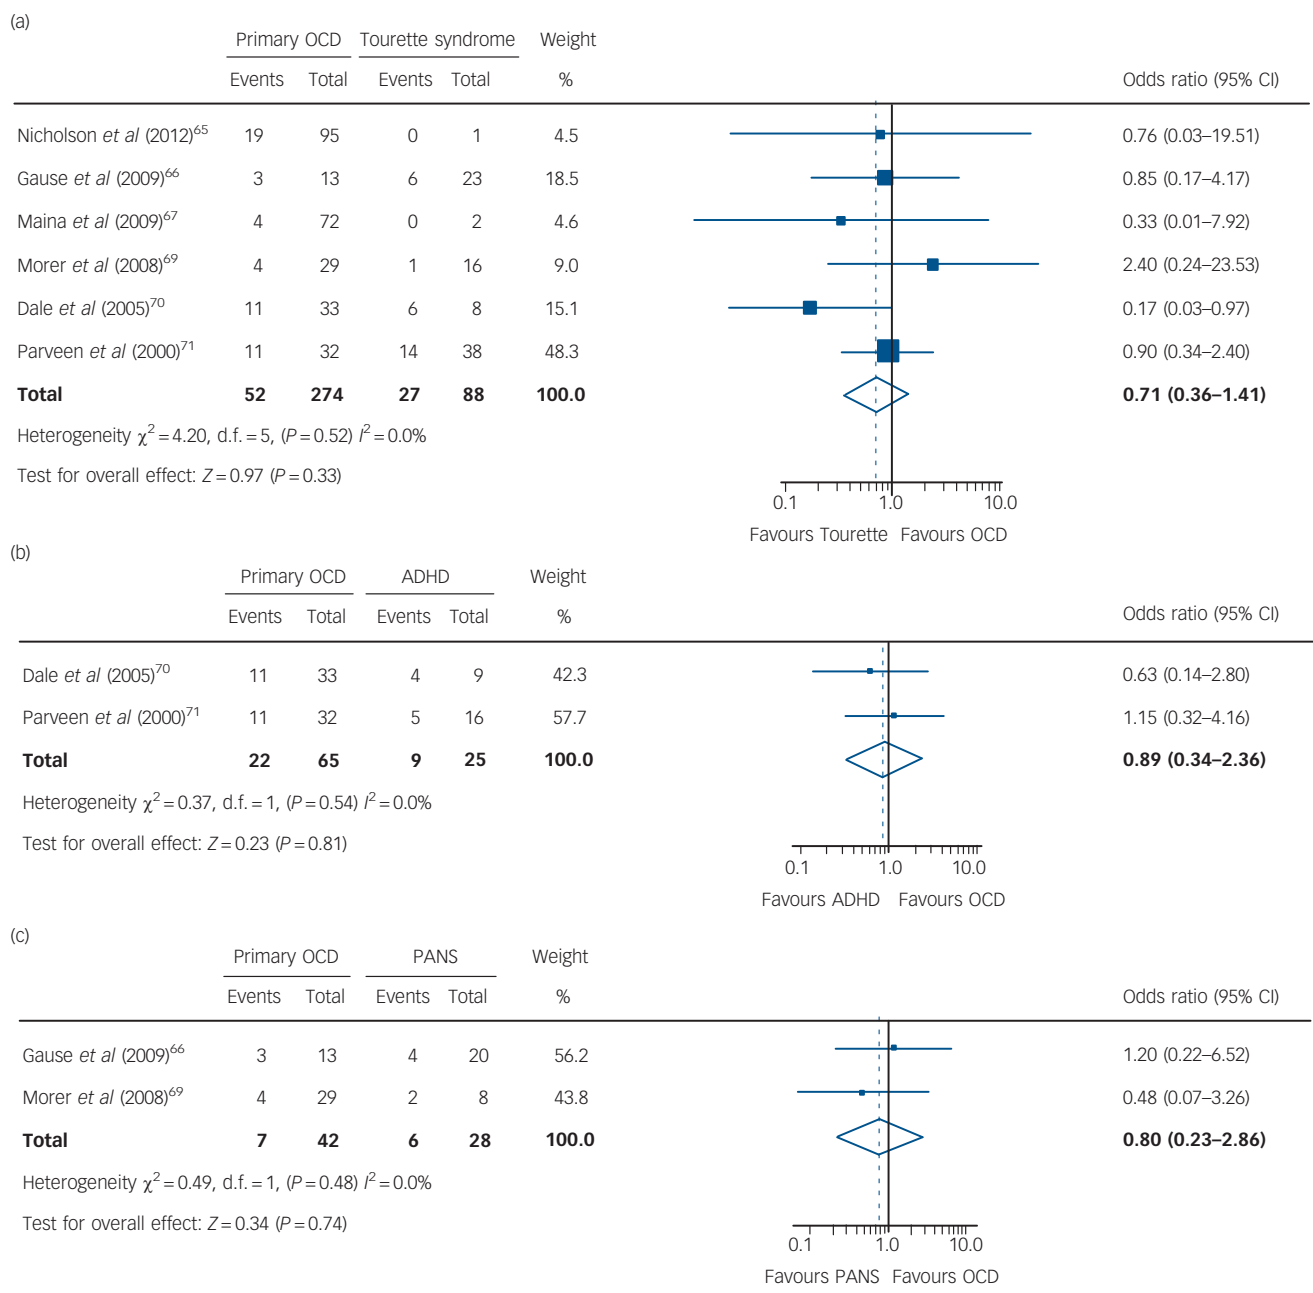 (a)
Primary OCD Tourette syndrome Weight
Events Total Events Total % Odds ratio (95% CI)
Nicholson et al (2012)65 19 95 0 1 4.5 0.76 (0.03–19.51)
Gause et al (2009)66 3 13 6 23 18.5 0.85 (0.17–4.17)
Maina et al (2009)67 4 72 0 2 4.6 0.33 (0.01–7.92)
Morer et al (2008)69 4 29 1 16 9.0 2.40 (0.24–23.53)
Dale et al (2005)70 11 33 6 8 15.1 0.17 (0.03–0.97)
Parveen et al (2000)71 11 32 14 38 48.3 0.90 (0.34–2.40)
Total 52 274 27 88 100.0 0.71 (0.36–1.41)
Heterogeneity χ2 = 4.20, d.f. = 5, (P = 0.52) I2 = 0.0%
Test for overall effect: Z = 0.97 (P = 0.33)
0.1 1.0 10.0
Favours Tourette Favours OCD
(b)
Primary OCD ADHD Weight
Events Total Events Total % Odds ratio (95% CI)
Dale et al (2005)70 11 33 4 9 42.3 0.63 (0.14–2.80)
Parveen et al (2000)71 11 32 5 16 57.7 1.15 (0.32–4.16)
Total 22 65 9 25 100.0 0.89 (0.34–2.36)
Heterogeneity χ2 = 0.37, d.f. = 1, (P = 0.54) I2 = 0.0%
Test for overall effect: Z = 0.23 (P = 0.81)
0.1 1.0 10.0
Favours ADHD Favours OCD
(c)
Primary OCD PANS Weight
Events Total Events Total % Odds ratio (95% CI)
Gause et al (2009)66 3 13 4 20 56.2 1.20 (0.22–6.52)
Morer et al (2008)69 4 29 2 8 43.8 0.48 (0.07–3.26)
Total 7 42 6 28 100.0 0.80 (0.23–2.86)
Heterogeneity χ2 = 0.49, d.f. = 1, (P = 0.48) I2 = 0.0%
Test for overall effect: Z = 0.34 (P = 0.74)
0.1 1.0 10.0
Favours PANS Favours OCD